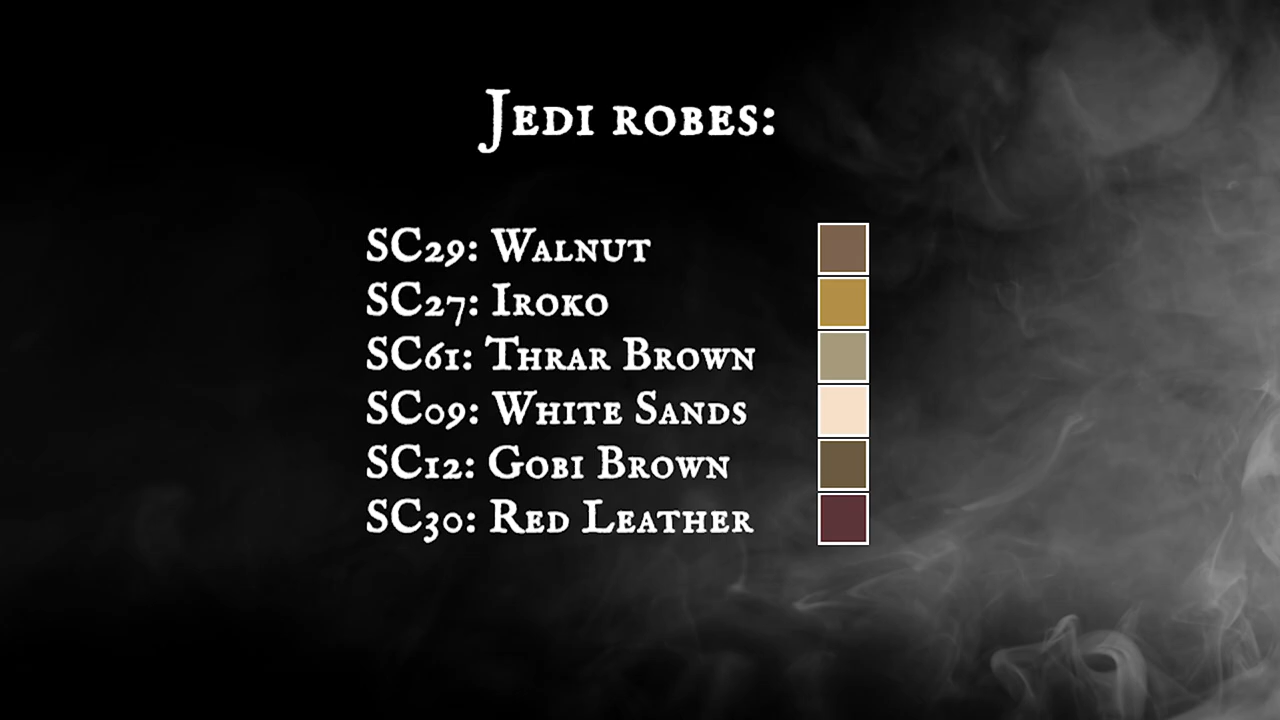 Jedi robes:
SC29: Walnut
SC27: Iroko
SC61: Thrar Brown
SC09: White Sands
SC12: Gobi Brown
SC30: Red Leather